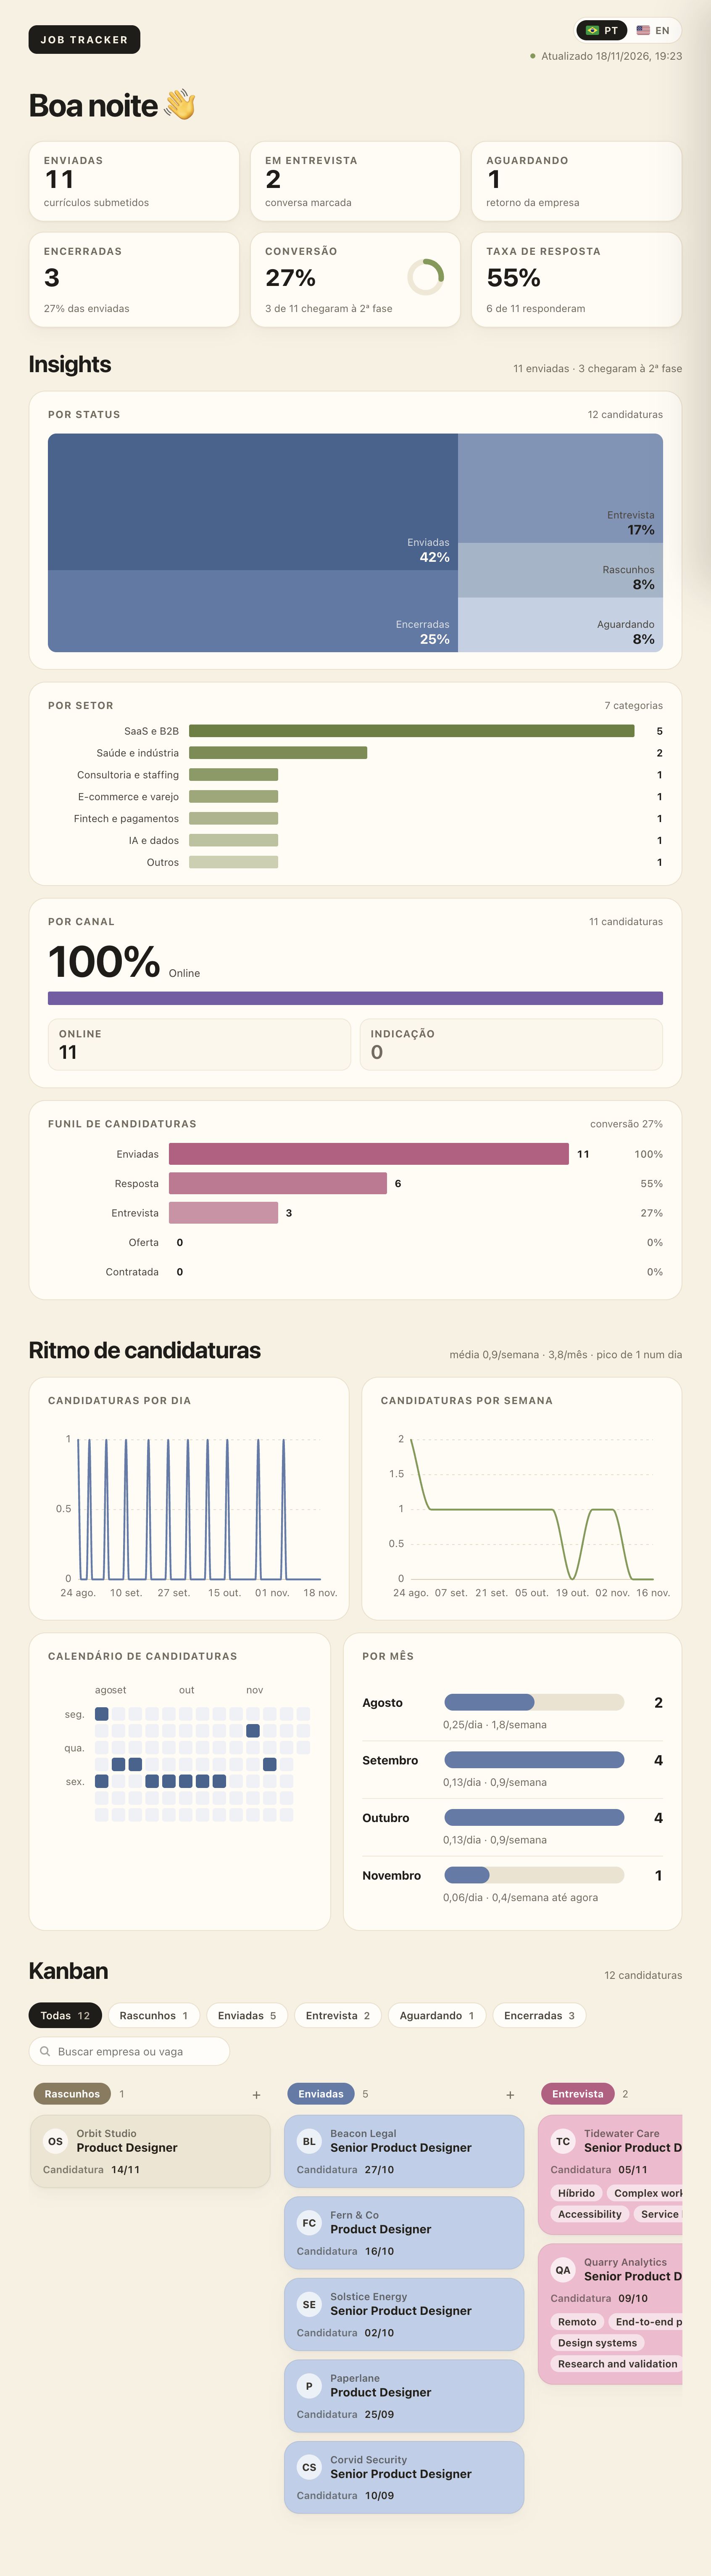 JOB TRACKER
PT
EN
Atualizado 18/11/2026, 19:23
Boa noite
ENVIADAS
11
currículos submetidos
EM ENTREVISTA
2
conversa marcada
AGUARDANDO
1
retorno da empresa
ENCERRADAS
3
27% das enviadas
CONVERSÃO
27%
3 de 11 chegaram à 2ª fase
TAXA DE RESPOSTA
55%
6 de 11 responderam
Insights
11 enviadas · 3 chegaram à 2ª fase
POR STATUS
12 candidaturas
Enviadas
42%
Encerradas
25%
Entrevista
17%
Rascunhos
8%
Aguardando
8%
POR SETOR
7 categorias
SaaS e B2B 5
Saúde e indústria 2
Consultoria e staffing 1
E-commerce e varejo 1
Fintech e pagamentos 1
IA e dados 1
Outros 1
POR CANAL
11 candidaturas
100% Online
ONLINE
11
INDICAÇÃO
0
FUNIL DE CANDIDATURAS
conversão 27%
Enviadas 11 100%
Resposta 6 55%
Entrevista 3 27%
Oferta 0 0%
Contratada 0 0%
Ritmo de candidaturas
média 0,9/semana · 3,8/mês · pico de 1 num dia
CANDIDATURAS POR DIA
1
0.5
0
24 ago. 10 set. 27 set. 15 out. 01 nov. 18 nov.
CANDIDATURAS POR SEMANA
2
1.5
1
0.5
0
24 ago. 07 set. 21 set. 05 out. 19 out. 02 nov. 16 nov.
CALENDÁRIO DE CANDIDATURAS
agoset out nov
seg.
qua.
sex.
POR MÊS
Agosto 2
0,25/dia · 1,8/semana
Setembro 4
0,13/dia · 0,9/semana
Outubro 4
0,13/dia · 0,9/semana
Novembro 1
0,06/dia · 0,4/semana até agora
Kanban
12 candidaturas
Todas 12
Rascunhos 1
Enviadas 5
Entrevista 2
Aguardando 1
Encerradas 3
Buscar empresa ou vaga
Rascunhos 1 +
OS
Orbit Studio
Product Designer
Candidatura 14/11
Enviadas 5 +
BL
Beacon Legal
Senior Product Designer
Candidatura 27/10
FC
Fern & Co
Product Designer
Candidatura 16/10
SE
Solstice Energy
Senior Product Designer
Candidatura 02/10
P
Paperlane
Product Designer
Candidatura 25/09
CS
Corvid Security
Senior Product Designer
Candidatura 10/09
Entrevista 2
TC
Tidewater Care
Senior Product D
Candidatura 05/11
Híbrido
Complex work
Accessibility
Service
QA
Quarry Analytics
Senior Product D
Candidatura 09/10
Remoto
End-to-end p
Design systems
Research and validation